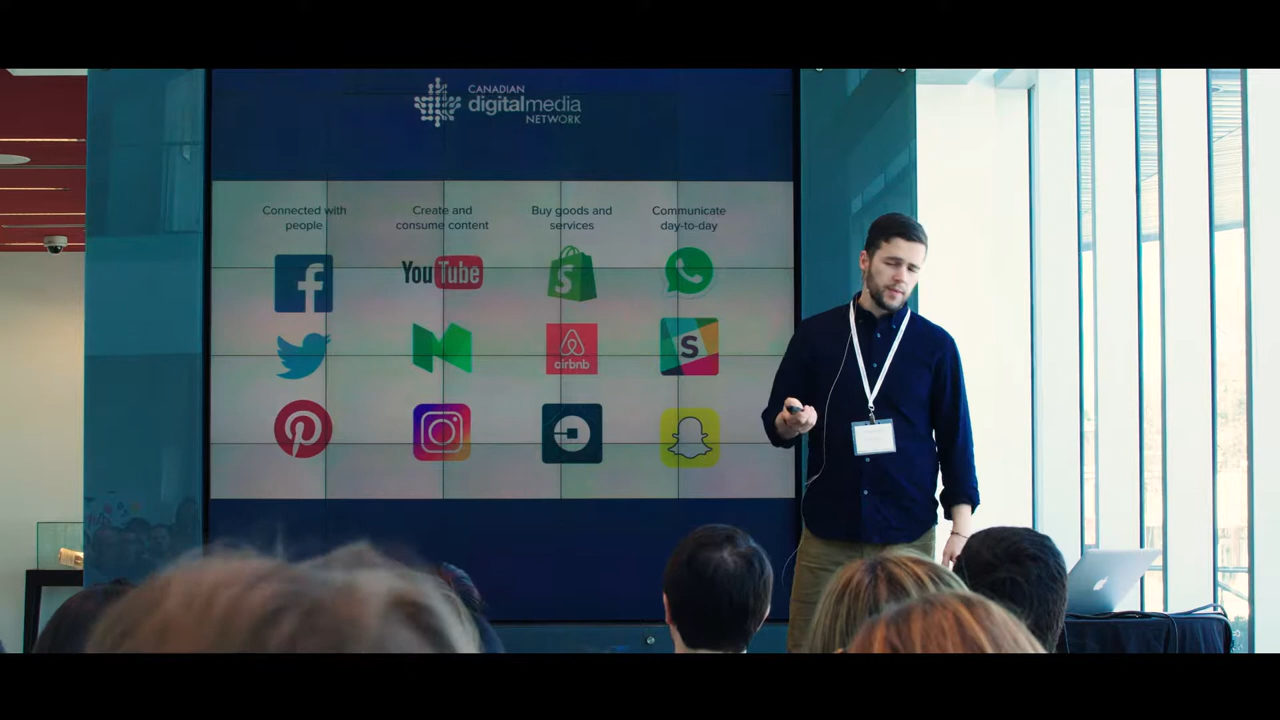 CANADIAN
digitalmedia
NETWORK
Connected with
people
Create and
consume content
Buy goods and
services
Communicate
day-to-day
f
YouTube
S
airbnb
S